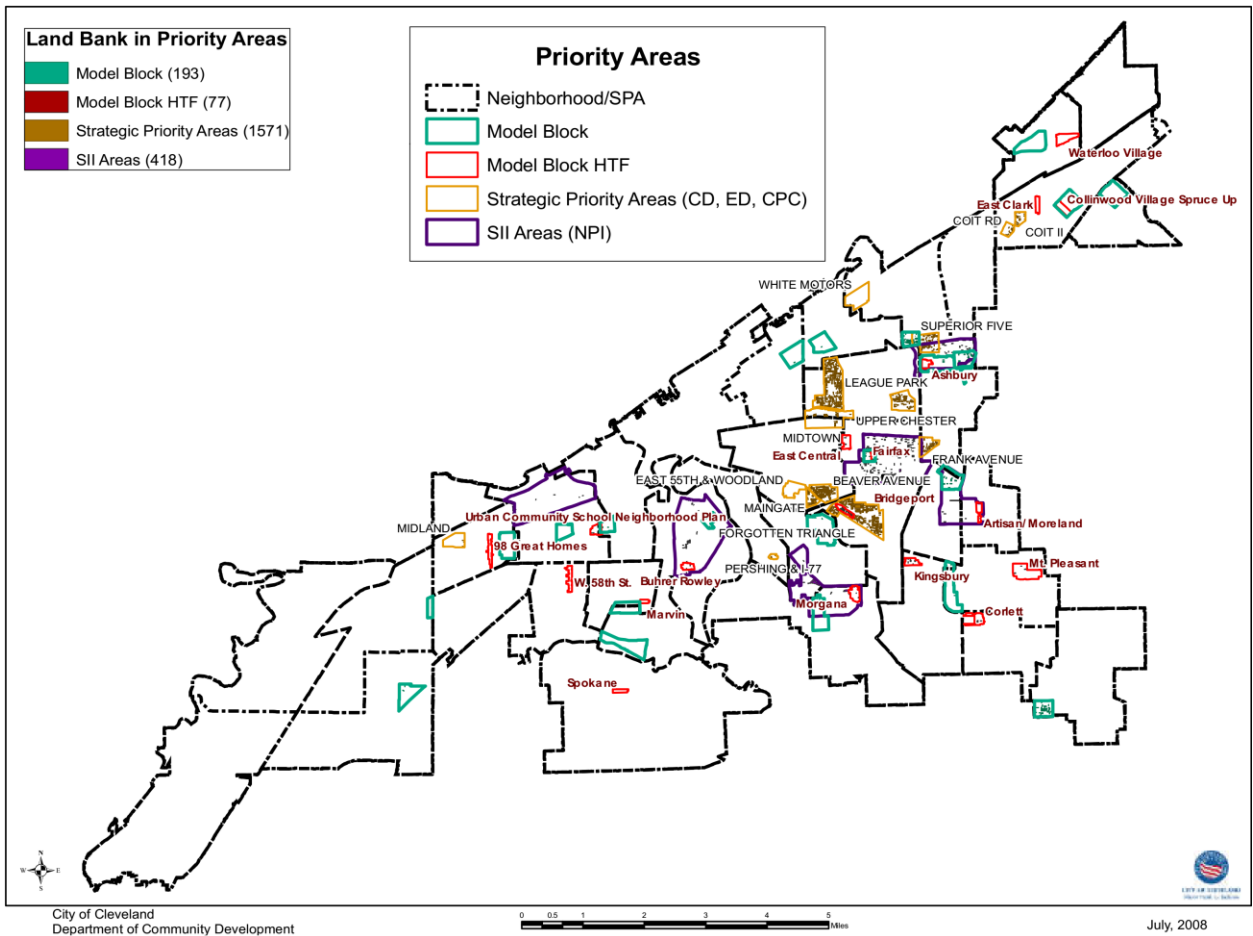 Land Bank in Priority Areas
Model Block (193)
Model Block HTF (77)
Strategic Priority Areas (1571)
SII Areas (418)
Priority Areas
Neighborhood/SPA
Model Block
Model Block HTF
Strategic Priority Areas (CD, ED, CPC)
SII Areas (NPI)
Waterloo Village
East Clark
Collinwood Village Spruce Up
COIT RD
COIT II
WHITE MOTORS
SUPERIOR FIVE
Ashbury
LEAGUE PARK
UPPER CHESTER
MIDTOWN
East Central
Fairfax
FRANK AVENUE
EAST 55TH & WOODLAND
BEAVER AVENUE
Bridgeport
MAINGATE
Urban Community School Neighborhood Plan
Artisan/Moreland
MIDLAND
FORGOTTEN TRIANGLE
98 Great Homes
PERSHING & I-77
Mt. Pleasant
W. 58th St.
Buhrer Rowley
Kingsbury
Morgana
Marvin
Corlett
Spokane
N
W E
S
CITY OF CLEVELAND
City of Cleveland
Department of Community Development
0 0.5 1 2 3 4 5
Miles
July, 2008